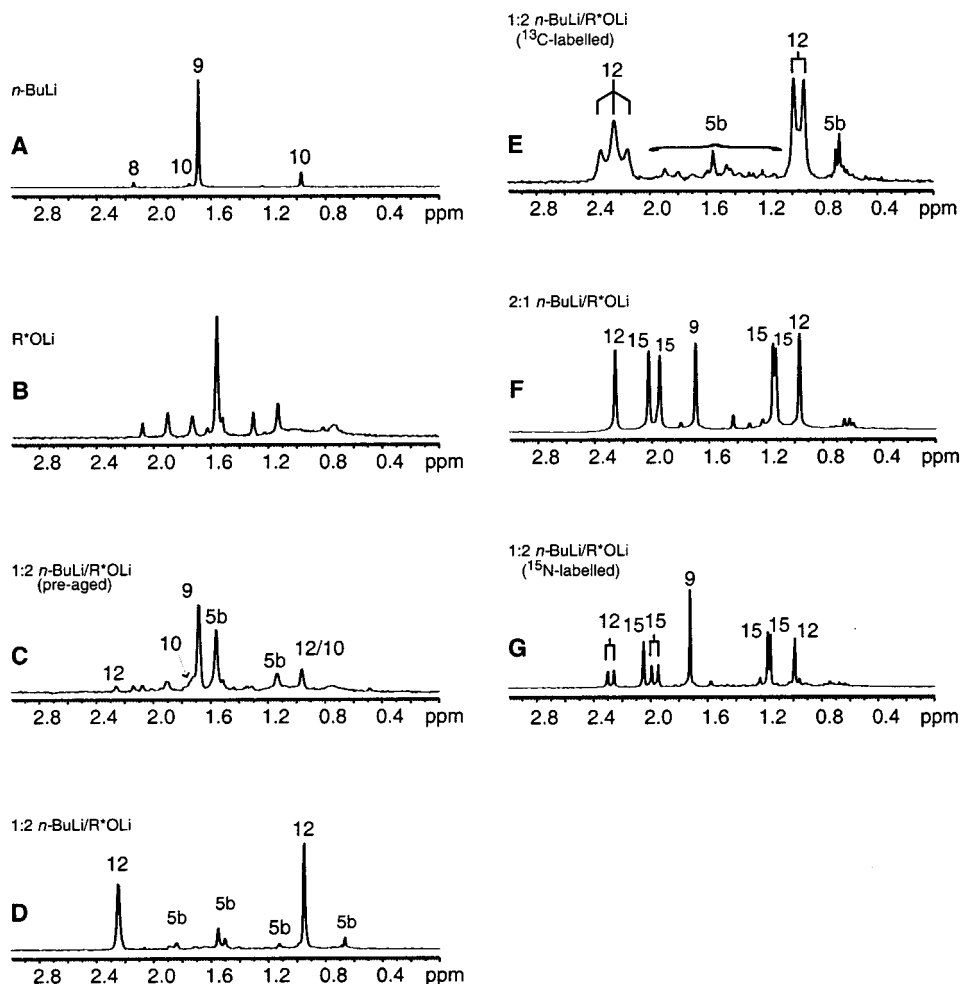 n-BuLi
A
8
10
9
10
2.8 2.4 2.0 1.6 1.2 0.8 0.4 ppm
R*OLi
B
2.8 2.4 2.0 1.6 1.2 0.8 0.4 ppm
1:2 n-BuLi/R*OLi
(pre-aged)
C
12
10
9
5b
5b
12/10
2.8 2.4 2.0 1.6 1.2 0.8 0.4 ppm
1:2 n-BuLi/R*OLi
D
12
5b
5b
5b
12
5b
2.4 2.0 1.6 1.2 0.8 0.4 ppm
1:2 n-BuLi/R*OLi
(13C-labelled)
E
12
5b
12
5b
2.8 2.4 2.0 1.6 1.2 0.8 0.4 ppm
2:1 n-BuLi/R*OLi
F
12
15
15
9
15
15
12
2.8 2.4 2.0 1.6 1.2 0.8 0.4 ppm
1:2 n-BuLi/R*OLi
(15N-labelled)
G
12
15
15
9
15
15
12
2.8 2.4 2.0 1.6 1.2 0.8 0.4 ppm